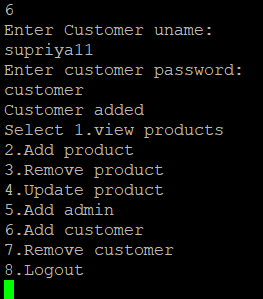 6
Enter Customer uname:
supriya11
Enter customer password:
customer
Customer added
Select 1.view products
2.Add product
3.Remove product
4.Update product
5.Add admin
6.Add customer
7.Remove customer
8.Logout